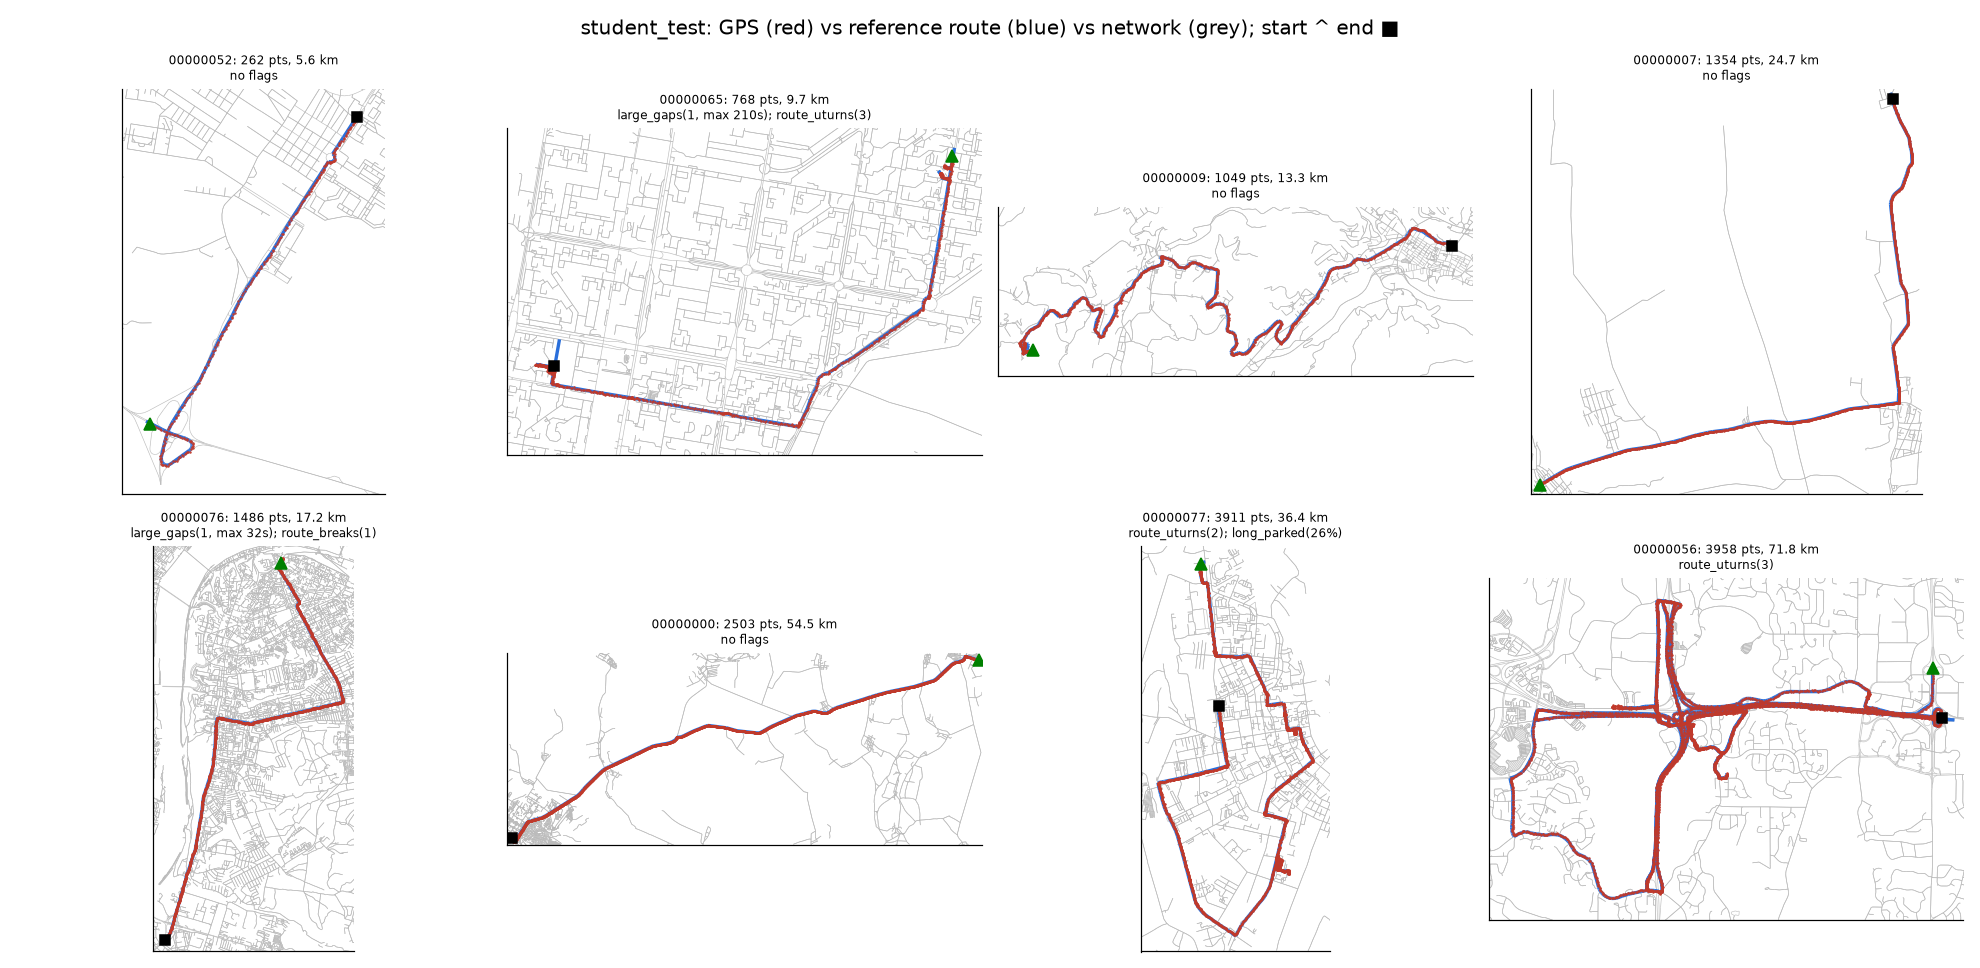 student_test: GPS (red) vs reference route (blue) vs network (grey); start ^ end ■
00000052: 262 pts, 5.6 km
no flags
00000065: 768 pts, 9.7 km
large_gaps(1, max 210s); route_uturns(3)
00000009: 1049 pts, 13.3 km
no flags
00000007: 1354 pts, 24.7 km
no flags
00000076: 1486 pts, 17.2 km
large_gaps(1, max 32s); route_breaks(1)
00000000: 2503 pts, 54.5 km
no flags
00000077: 3911 pts, 36.4 km
route_uturns(2); long_parked(26%)
00000056: 3958 pts, 71.8 km
route_uturns(3)